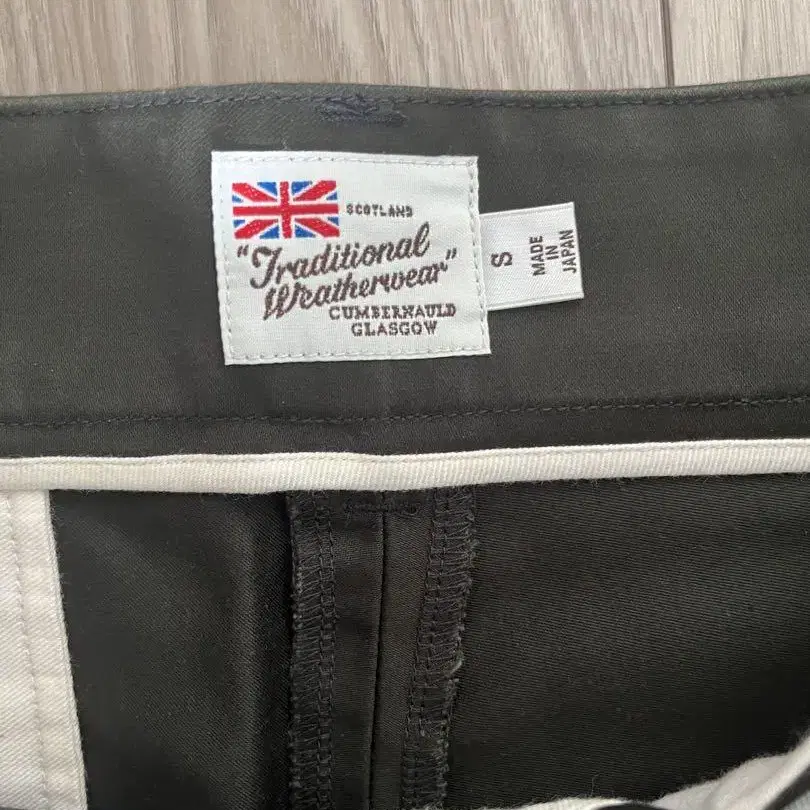 SCOTLAND
"Traditional
Weatherwear"
CUMBERNAULD
GLASGOW
S
MADE
IN
JAPAN